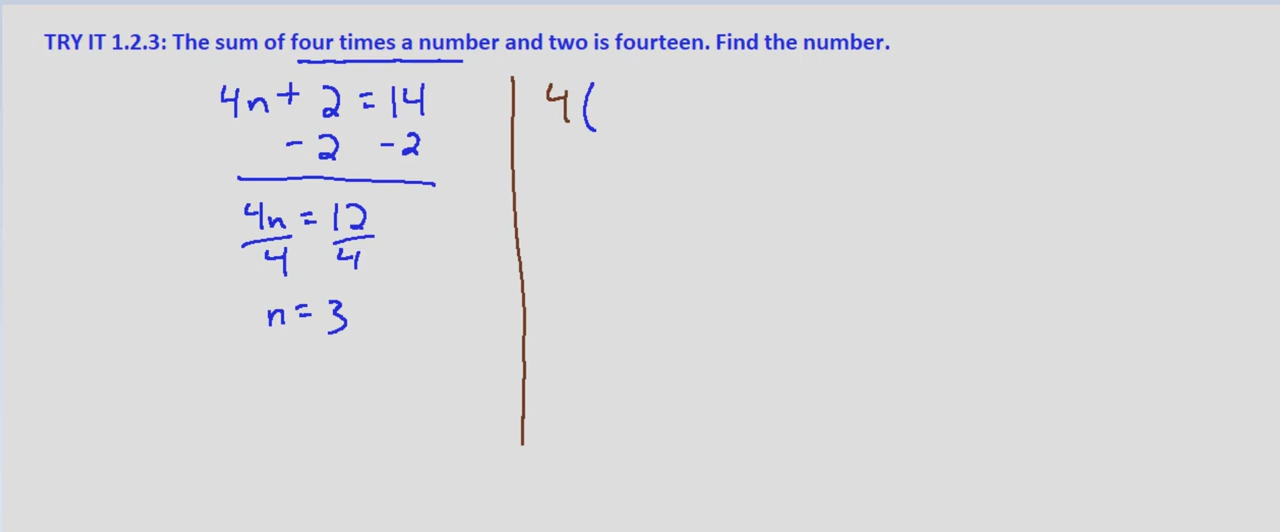 TRY IT 1.2.3: The sum of four times a number and two is fourteen. Find the number.
4n + 2 = 14
- 2 - 2
4n = 12
4 4
n = 3
4 (